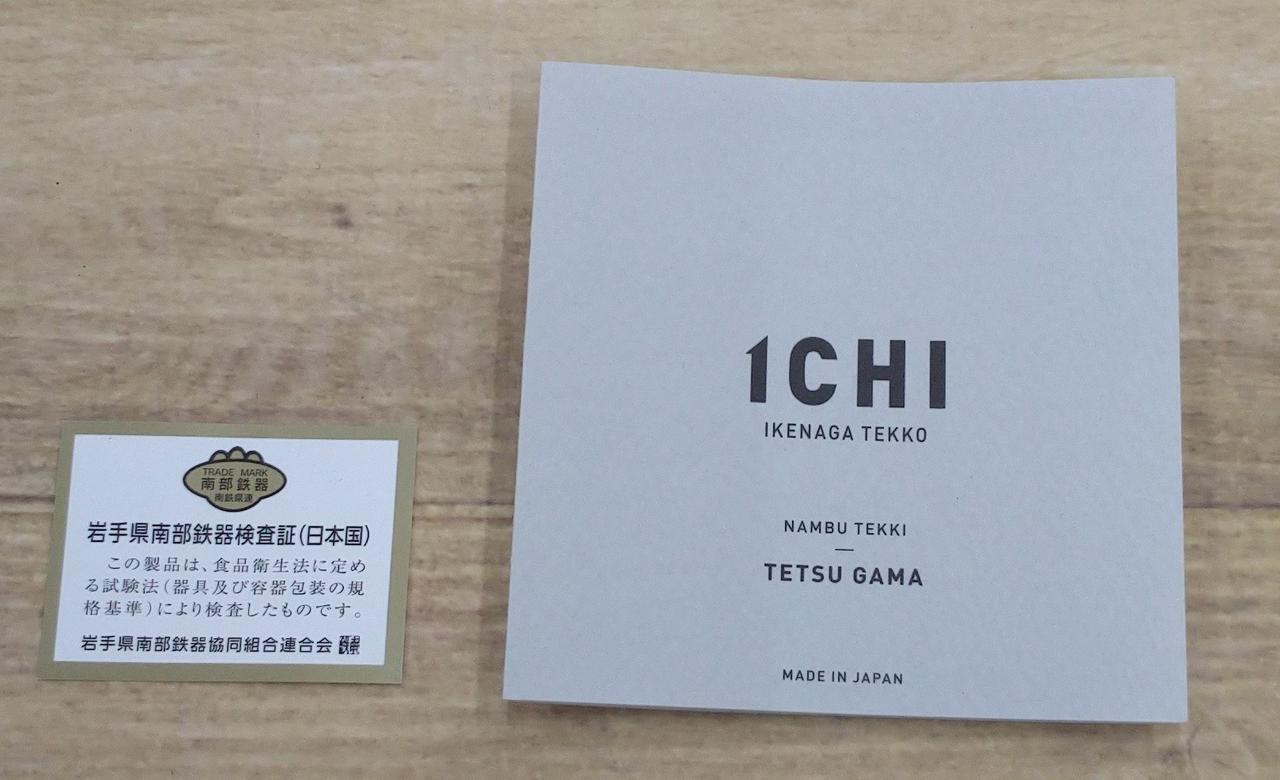 TRADE MARK
南部鉄器
南鉄県連
岩手県南部鉄器検査証(日本国)
この製品は、食品衛生法に定め
る試験法(器具及び容器包装の規
格基準)により検査したものです。
岩手県南部鉄器協同組合連合会
1CHI
IKENAGA TEKKO
NAMBU TEKKI
—
TETSU GAMA
MADE IN JAPAN